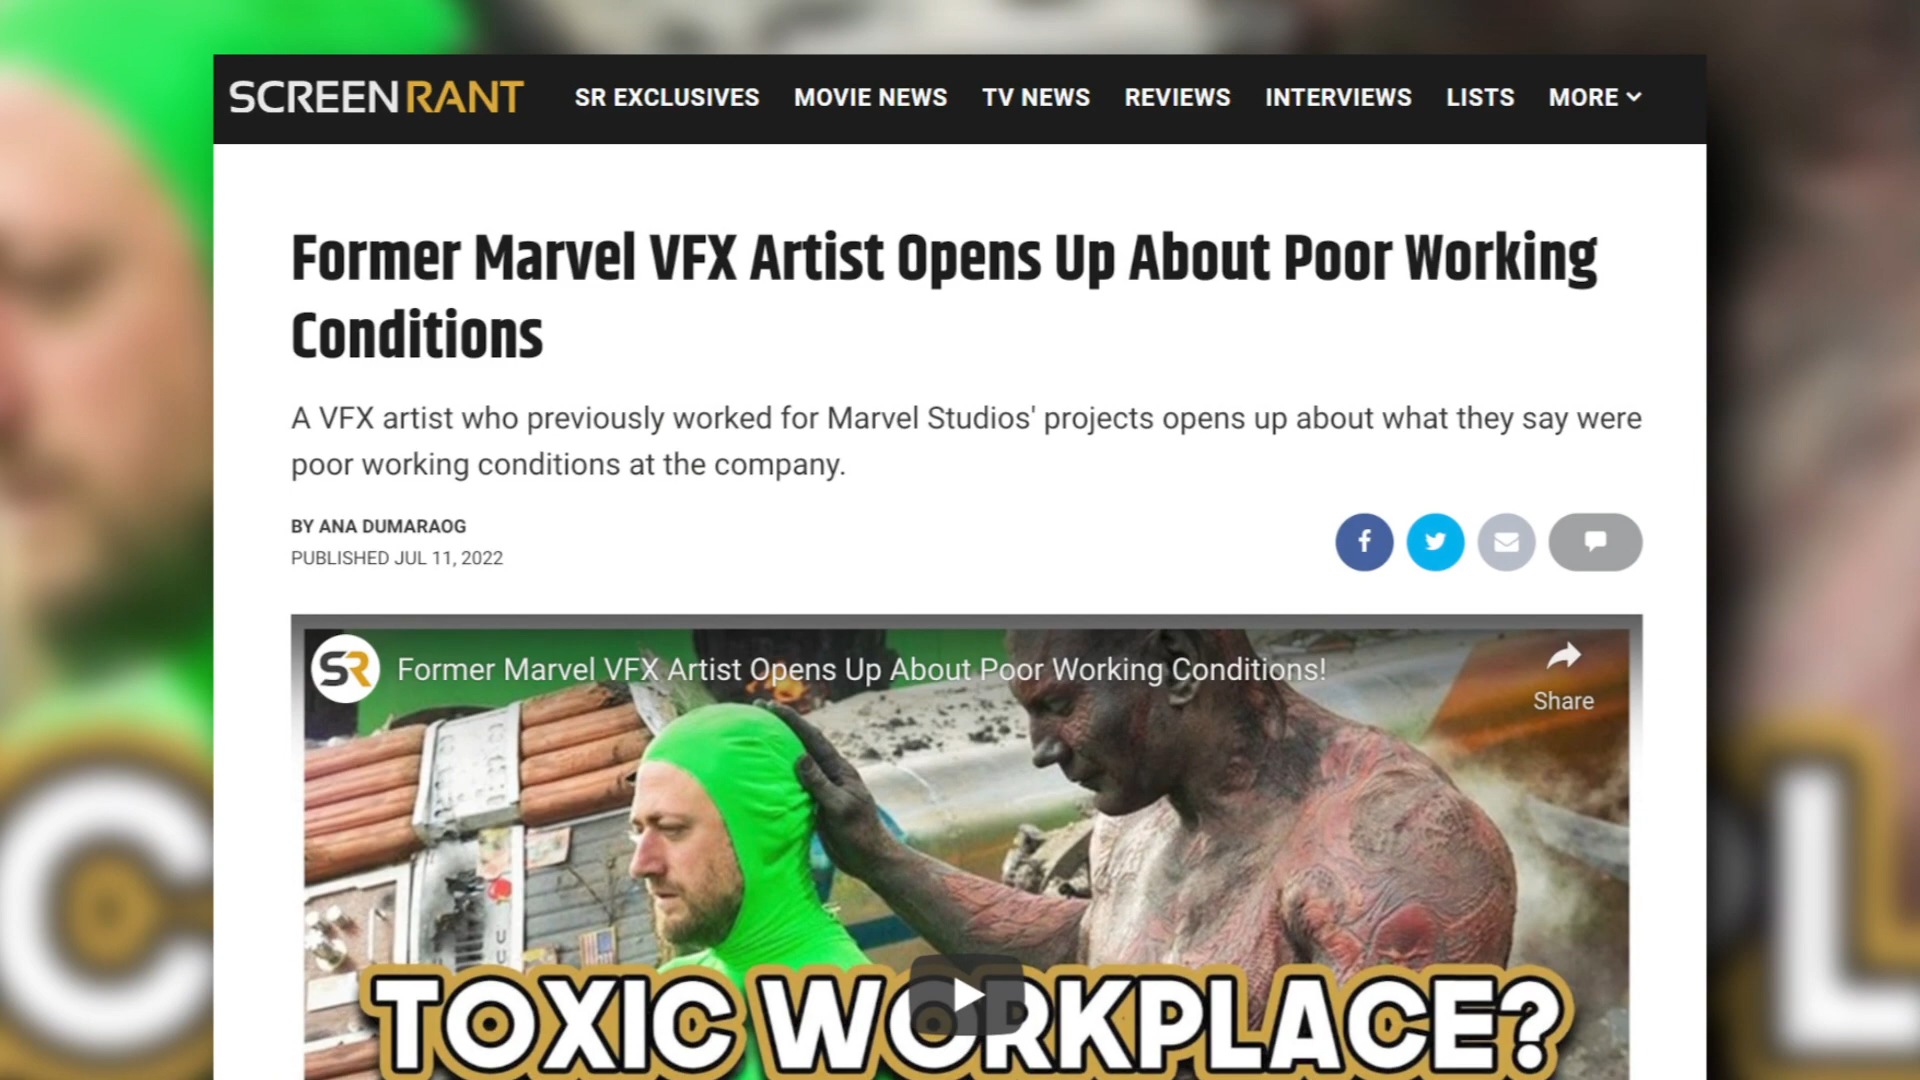 SCREENRANT SR EXCLUSIVES MOVIE NEWS TV NEWS REVIEWS INTERVIEWS LISTS MORE
Former Marvel VFX Artist Opens Up About Poor Working
Conditions
A VFX artist who previously worked for Marvel Studios' projects opens up about what they say were
poor working conditions at the company.
BY ANA DUMARAOG
PUBLISHED JUL 11, 2022
SR Former Marvel VFX Artist Opens Up About Poor Working Conditions!
Share
TOXIC WORKPLACE?